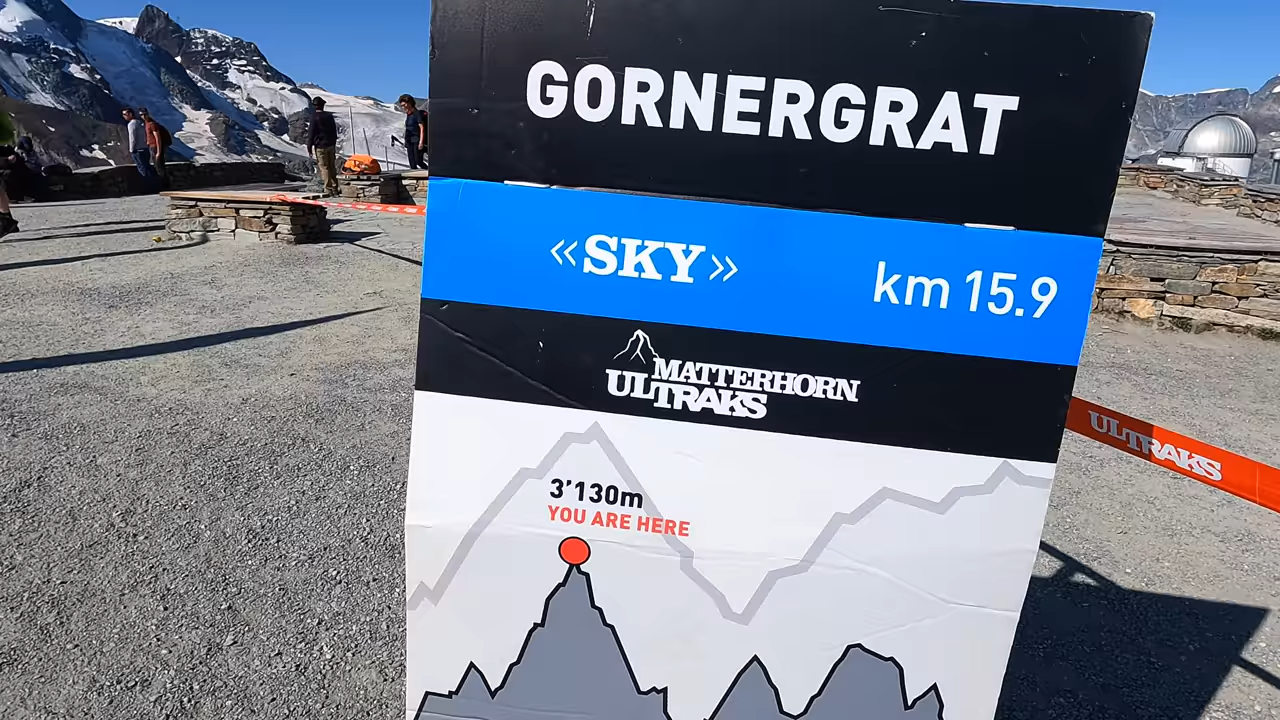 GORNERGRAT
«SKY» km 15.9
MATTERHORN
ULTRAKS
3'130m
YOU ARE HERE
ULTRAKS